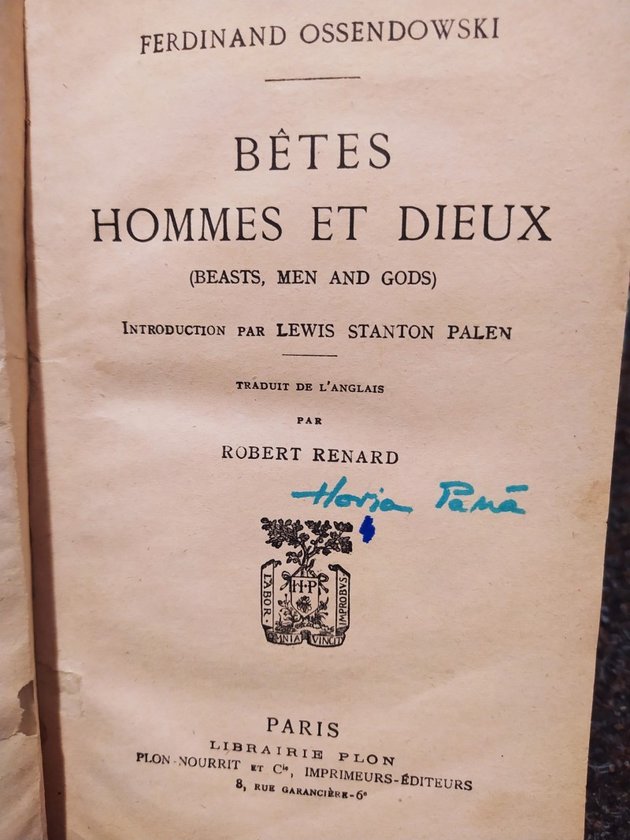 FERDINAND OSSENDOWSKI
BÊTES
HOMMES ET DIEUX
(BEASTS, MEN AND GODS)
INTRODUCTION PAR LEWIS STANTON PALEN
TRADUIT DE L'ANGLAIS
PAR
ROBERT RENARD
Horia Pană
LABOR
H·P
IMPROBVS
OMNIA VINCIT
PARIS
LIBRAIRIE PLON
PLON-NOURRIT ET Cie, IMPRIMEURS-ÉDITEURS
8, RUE GARANCIÈRE-6e